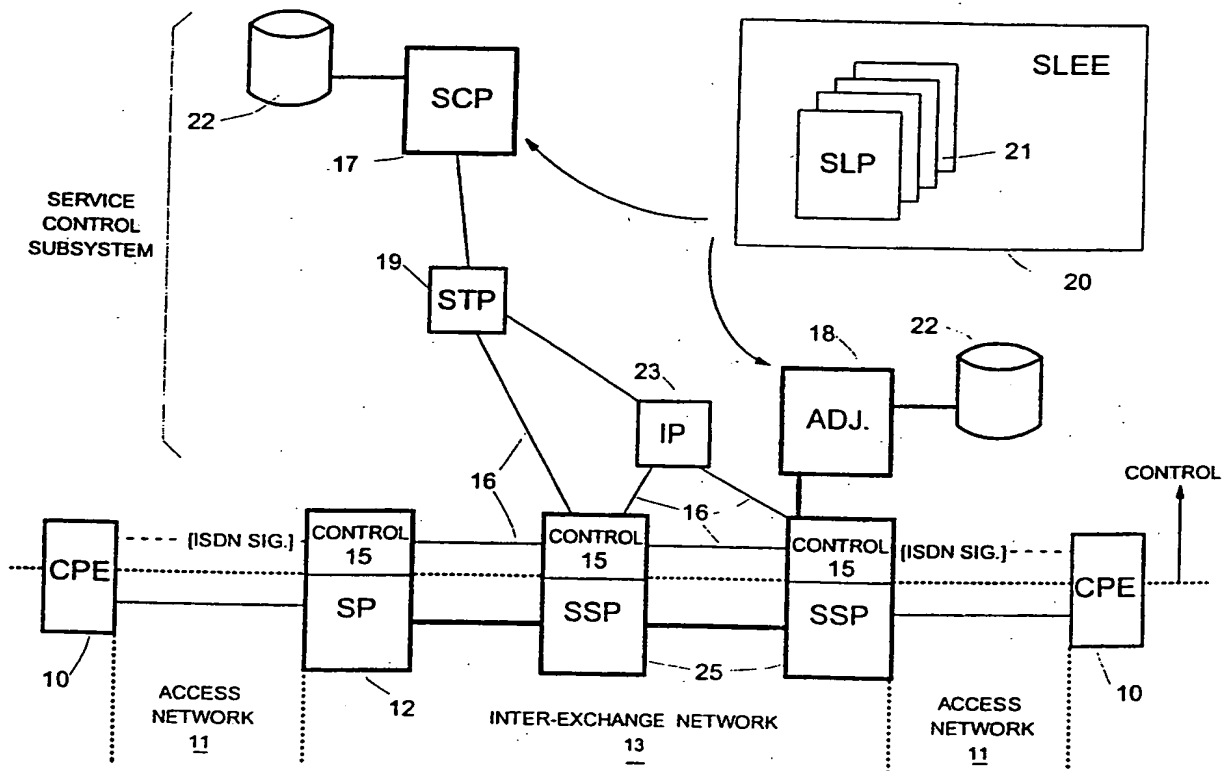 SCP
22
17
SLEE
SLP
21
20
SERVICE
CONTROL
SUBSYSTEM
19
STP
23
IP
18
ADJ.
22
16
16
CONTROL
CPE
[ISDN SIG.]
CONTROL
15
SP
CONTROL
15
SSP
CONTROL
15
SSP
[ISDN SIG.]
CPE
10
12
25
10
ACCESS
NETWORK
11
INTER-EXCHANGE NETWORK
13
ACCESS
NETWORK
11